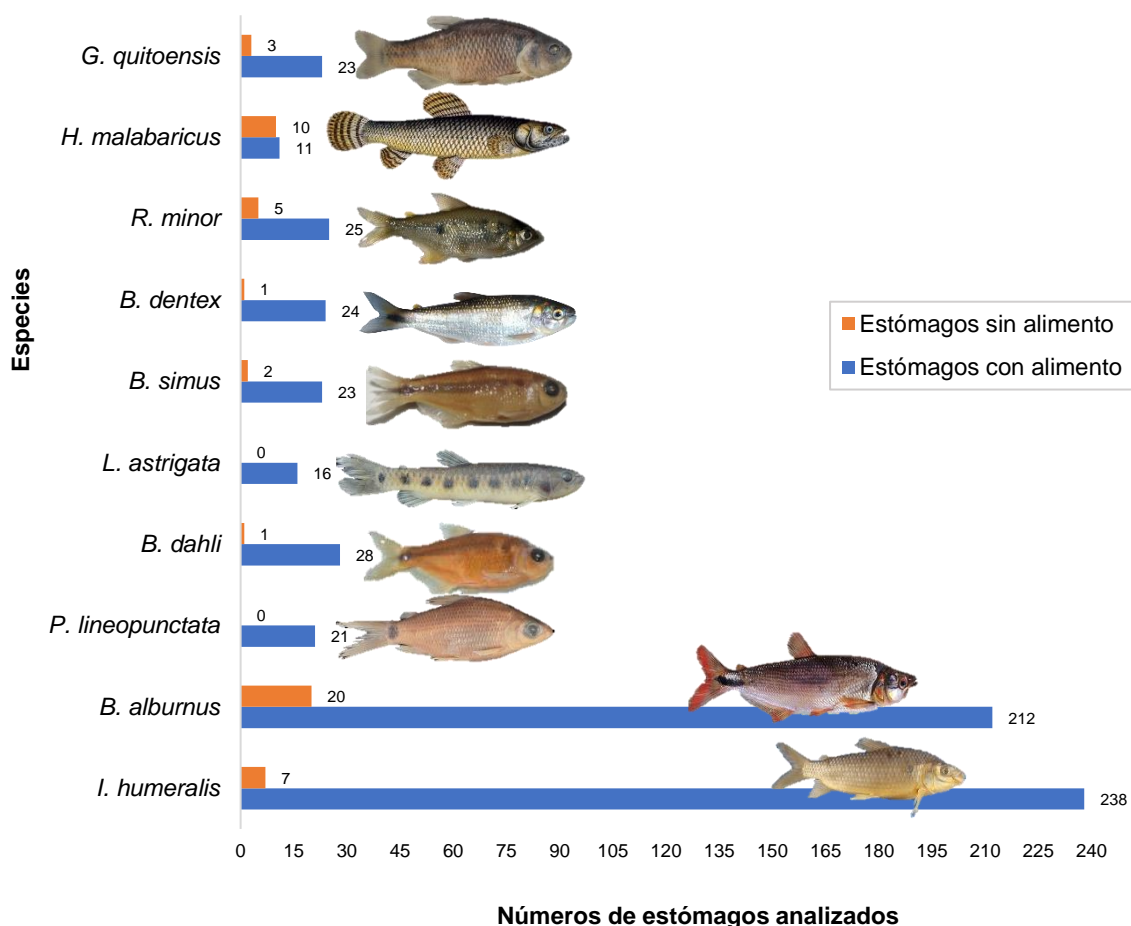 G. quitoensis
3
23
H. malabaricus
10
11
R. minor
5
25
B. dentex
1
24
B. simus
2
23
L. astrigata
0
16
B. dahli
1
28
P. lineopunctata
0
21
B. alburnus
20
212
I. humeralis
7
238
Especies
Estómagos sin alimento
Estómagos con alimento
0 15 30 45 60 75 90 105 120 135 150 165 180 195 210 225 240
Números de estómagos analizados